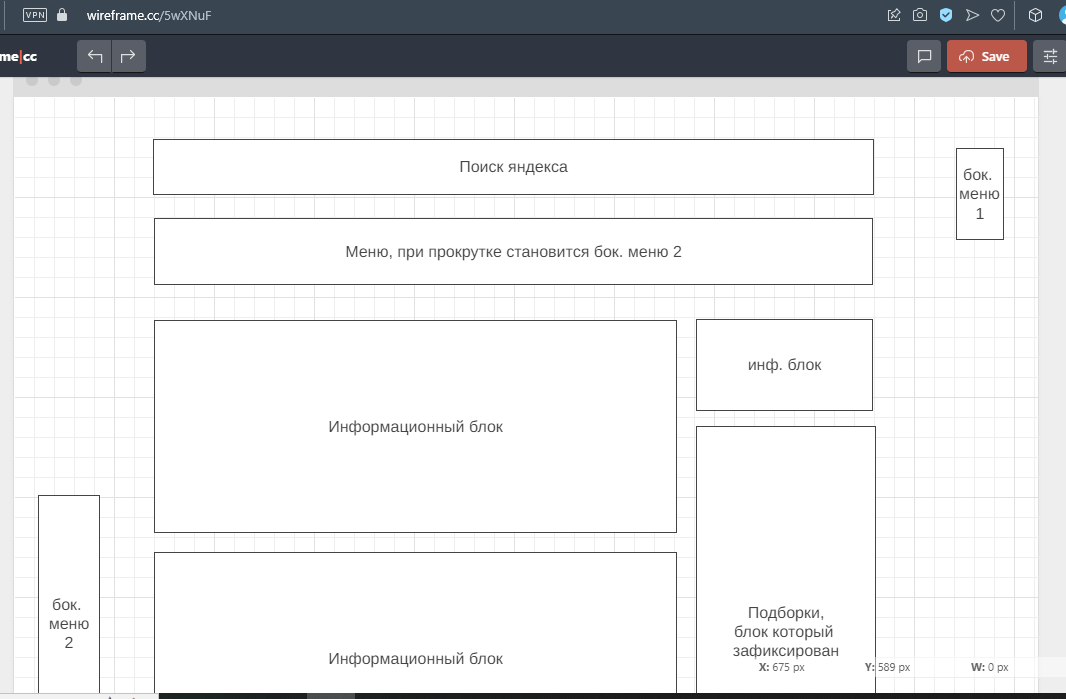 VPN
wireframe.cc/5wXNuF
me|cc
Save
Поиск яндекса
бок.
меню
1
Меню, при прокрутке становится бок. меню 2
инф. блок
Информационный блок
бок.
меню
2
Подборки,
блок который
зафиксирован
Информационный блок
X: 675 px
Y: 589 px
W: 0 px